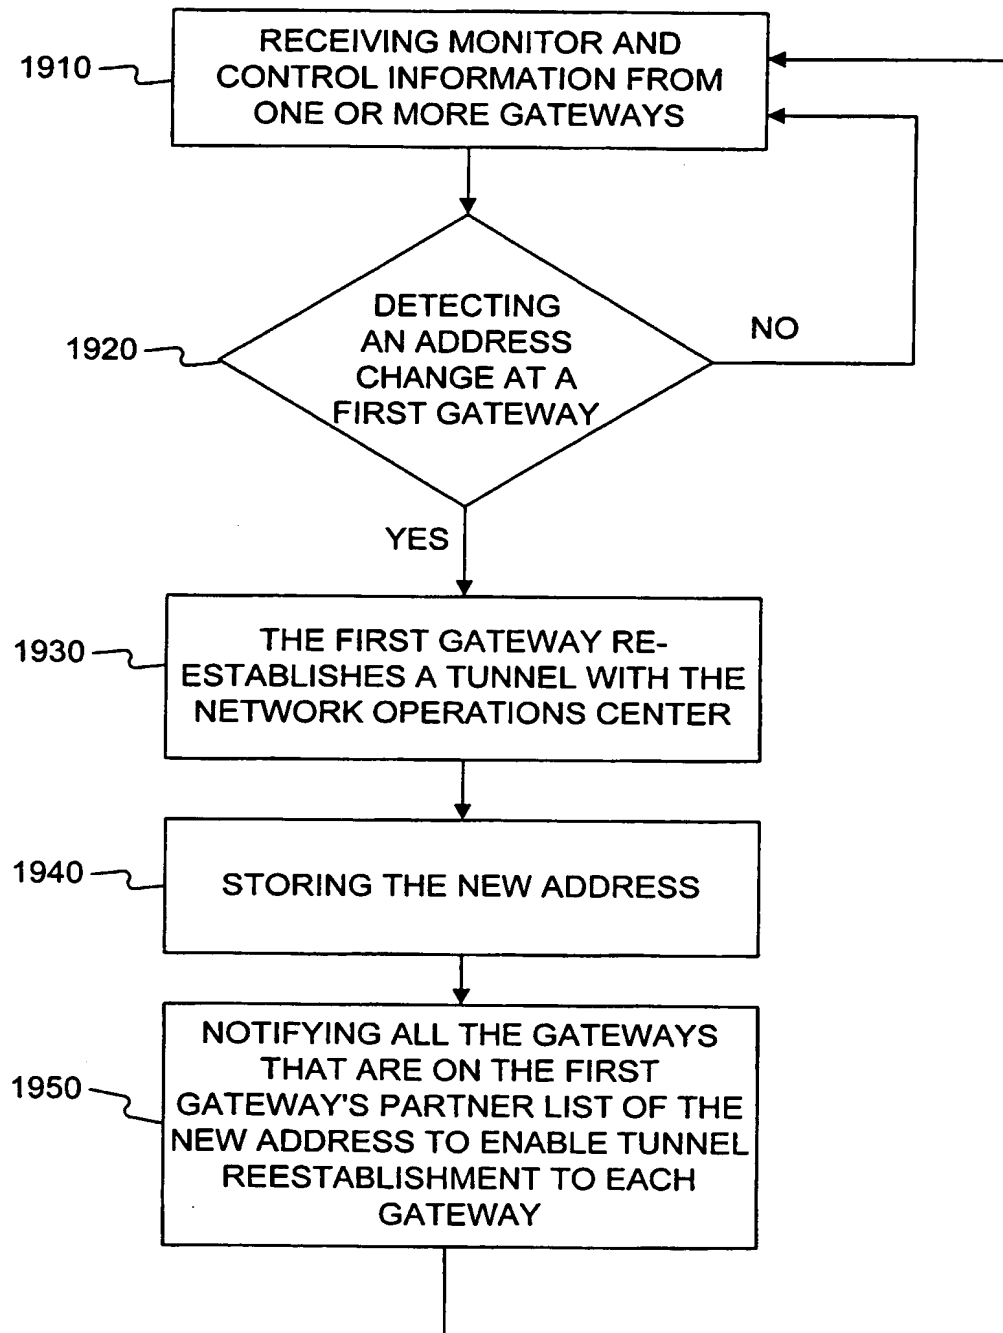 1910
RECEIVING MONITOR AND
CONTROL INFORMATION FROM
ONE OR MORE GATEWAYS
1920
DETECTING
AN ADDRESS
CHANGE AT A
FIRST GATEWAY
NO
YES
1930
THE FIRST GATEWAY RE-
ESTABLISHES A TUNNEL WITH THE
NETWORK OPERATIONS CENTER
1940
STORING THE NEW ADDRESS
1950
NOTIFYING ALL THE GATEWAYS
THAT ARE ON THE FIRST
GATEWAY'S PARTNER LIST OF THE
NEW ADDRESS TO ENABLE TUNNEL
REESTABLISHMENT TO EACH
GATEWAY